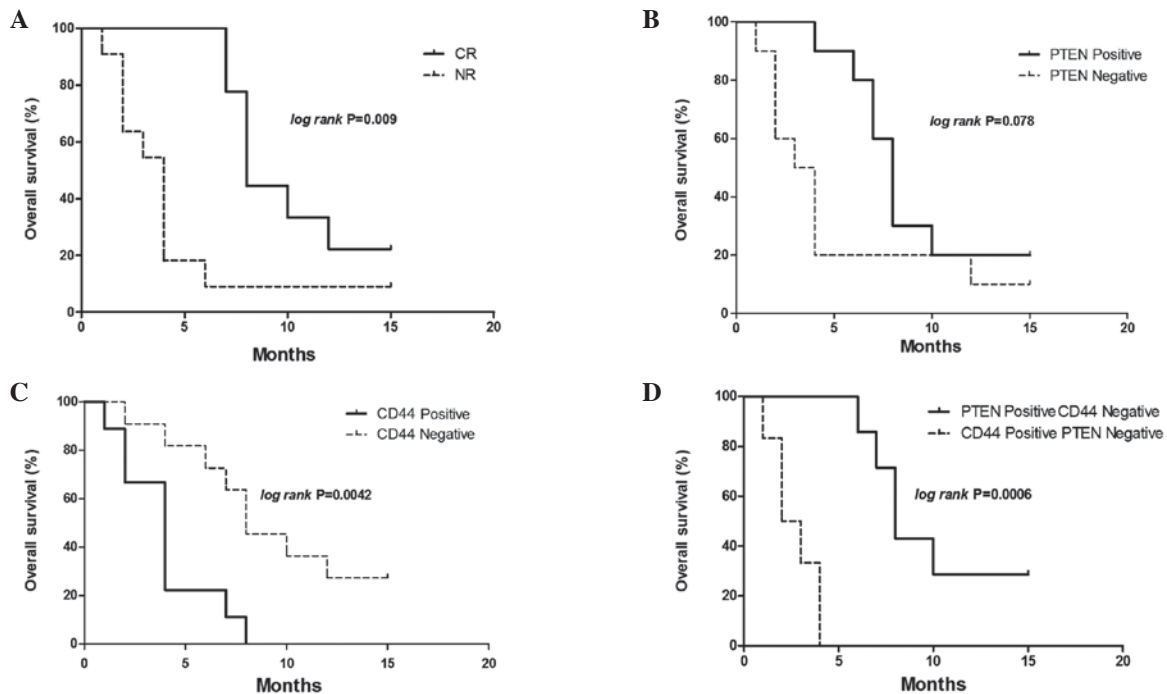 A
Overall survival (%)
100
80
60
40
20
0
0 5 10 15 20
Months
CR
NR
log rank P=0.009
B
Overall survival (%)
100
80
60
40
20
0
0 5 10 15 20
Months
PTEN Positive
PTEN Negative
log rank P=0.078
C
Overall survival (%)
100
80
60
40
20
0
0 5 10 15 20
Months
CD44 Positive
CD44 Negative
log rank P=0.0042
D
Overall survival (%)
100
80
60
40
20
0
0 5 10 15 20
Months
PTEN Positive CD44 Negative
CD44 Positive PTEN Negative
log rank P=0.0006